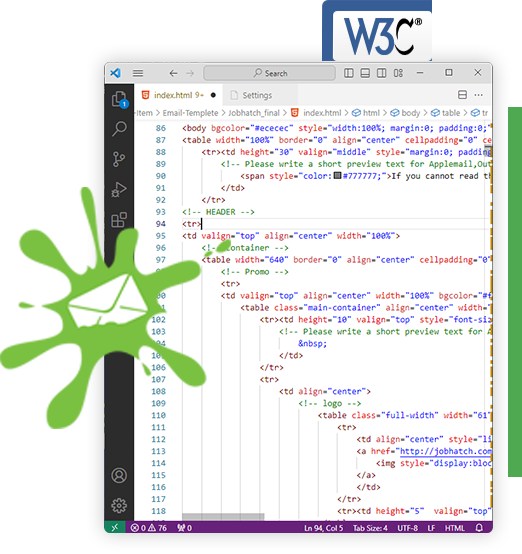 W3C®
Search
index.html 9+
Settings
-Item > Email-Templete > Jobhatch_final > index.html > html > body > table > tr
86 <body bgcolor="#ececec" style="width:100%; margin:0; padding:0;"
87 <table width="100%" border="0" align="center" cellpadding="0" ce
88 <tr><td height="30" valign="middle" style="margin:0; padding
89 <!-- Please write a short preview text for Applemail,Out
90 <span style="color: #777777;">If you cannot read th
91 </td>
92 </tr>
93 <!-- HEADER -->
94 <tr>
95 <td valign="top" align="center" width="100%">
96 <!-- Container -->
97 <table width="640" border="0" align="center" cellpadding="0"
98 <!-- Promo -->
99 <tr>
100 <td valign="top" align="center" width="100%" bgcolor="#f
101 <table class="main-container" align="center" width="
102 <tr><td height="10" valign="top" style="font-siz
103 <!-- Please write a short preview text for A
104 &nbsp;
105 </td>
106 </tr>
107 <tr>
108 <td align="center">
109 <!-- logo -->
110 <table class="full-width" width="61
111 <tr>
112 <td align="center" style="li
113 <a href="http://jobhatch.com
114 <img style="display:bloc
115 </a>
116 </td>
117 </tr>
118 <tr><td height="5" valign="top"
0 76 0 Ln 94, Col 5 Tab Size: 4 UTF-8 LF HTML